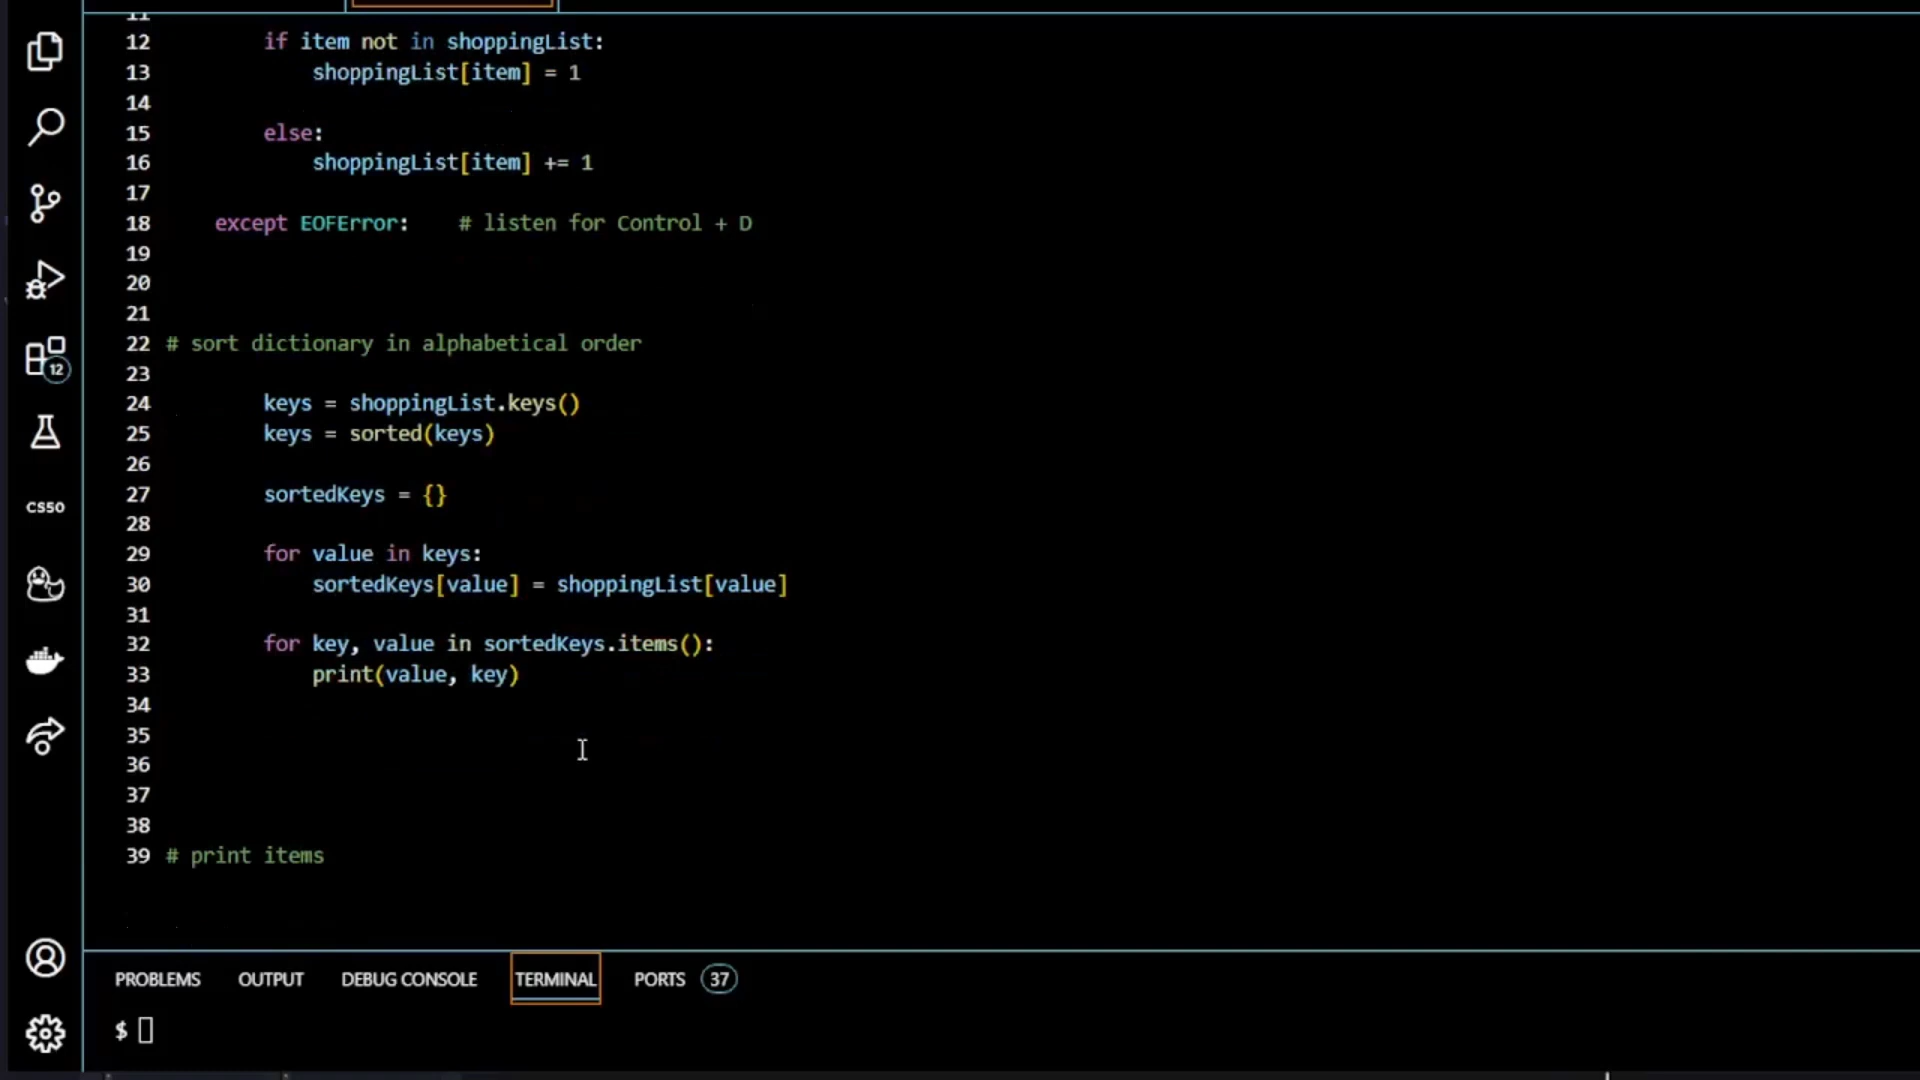 11
12 if item not in shoppingList:
13 shoppingList[item] = 1
14
15 else:
16 shoppingList[item] += 1
17
18 except EOFError: # listen for Control + D
19
20
21
22 # sort dictionary in alphabetical order
23
24 keys = shoppingList.keys()
25 keys = sorted(keys)
26
27 sortedKeys = {}
28
29 for value in keys:
30 sortedKeys[value] = shoppingList[value]
31
32 for key, value in sortedKeys.items():
33 print(value, key)
34
35
36
37
38
39 # print items
12
CS50
PROBLEMS OUTPUT DEBUG CONSOLE TERMINAL PORTS 37
$